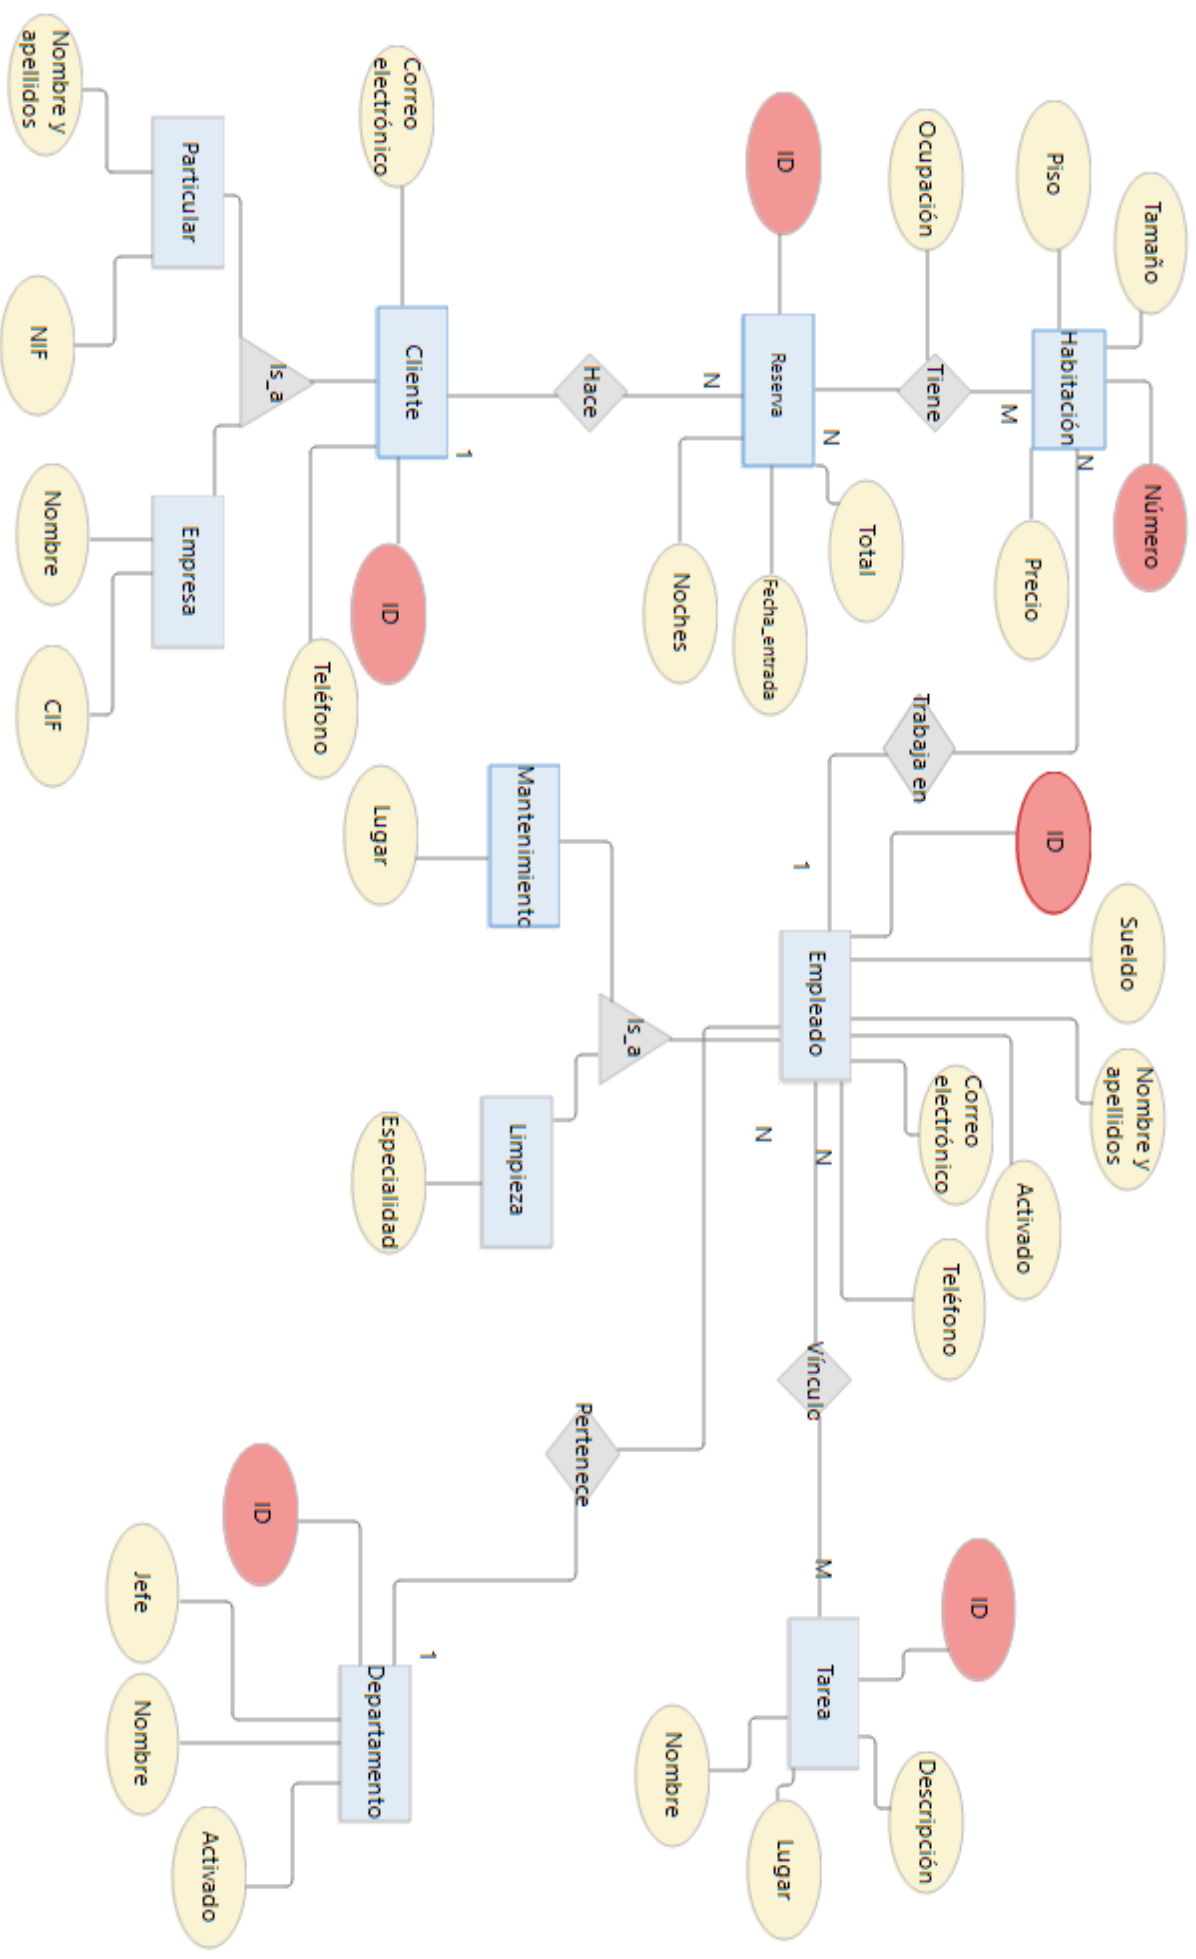 Nombre y
apellidos
Particular
NIF
Is_a
Nombre
Empresa
CIF
Correo
electrónico
Cliente
1
ID
Teléfono
Hace
N
ID
Reserva
N
Noches
Fecha_entrada
Total
Ocupación
Tiene
M
Piso
Tamaño
Habitación
N
Número
Precio
Trabaja en
1
ID
Sueldo
Nombre y
apellidos
Empleado
Correo
electrónico
Activado
Teléfono
Mantenimiento
Lugar
Is_a
Limpieza
Especialidad
N
N
Vínculo
M
Pertenece
1
ID
Jefe
Nombre
Activado
Departamento
ID
Tarea
Nombre
Lugar
Descripción